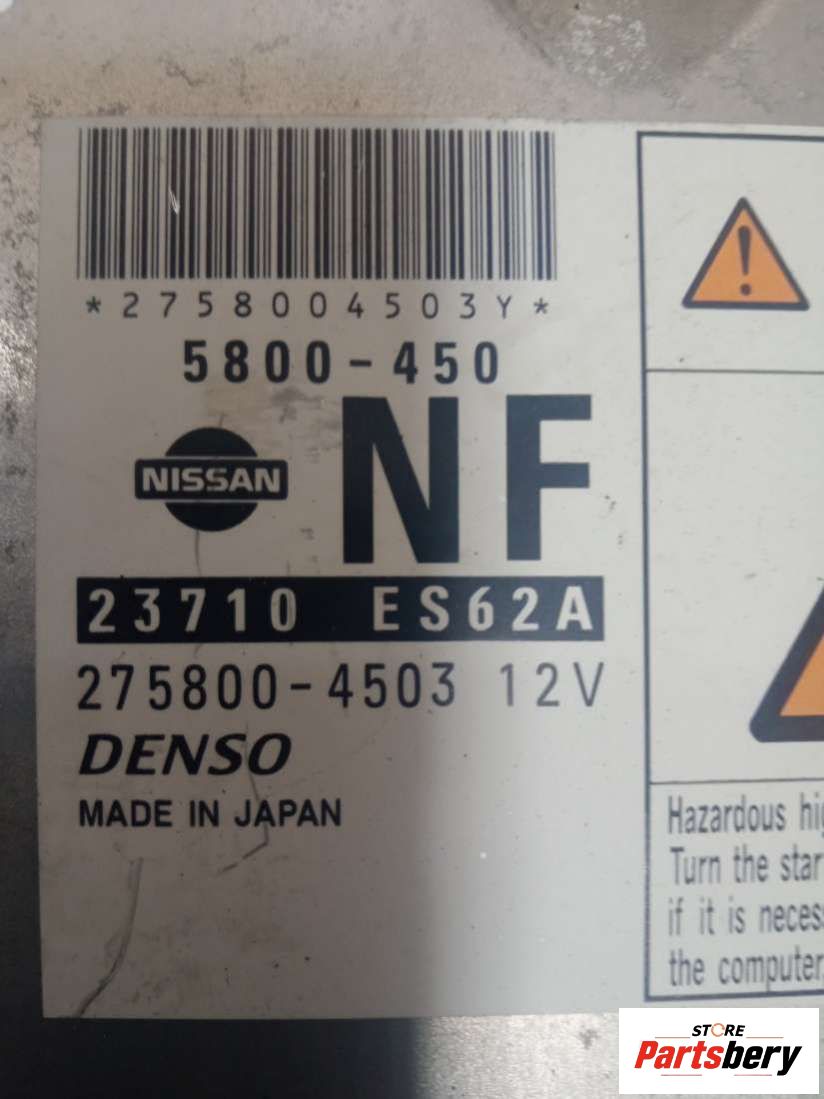 *2758004503Y*
5800-450
NISSAN
NF
23710 ES62A
275800-4503 12V
DENSO
MADE IN JAPAN
!
Hazardous
Turn the
if it is
the computer.
STORE
Partsbery